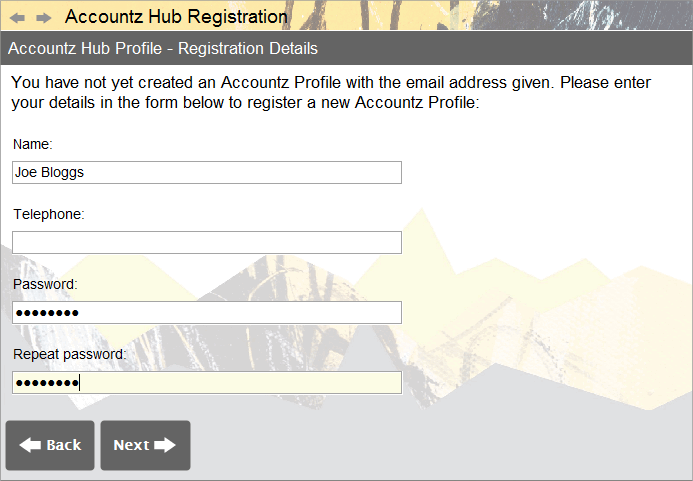 Accountz Hub Registration
Accountz Hub Profile - Registration Details
You have not yet created an Accountz Profile with the email address given. Please enter
your details in the form below to register a new Accountz Profile:
Name:
Joe Bloggs
Telephone:
Password:
●●●●●●●●
Repeat password:
●●●●●●●●
Back Next